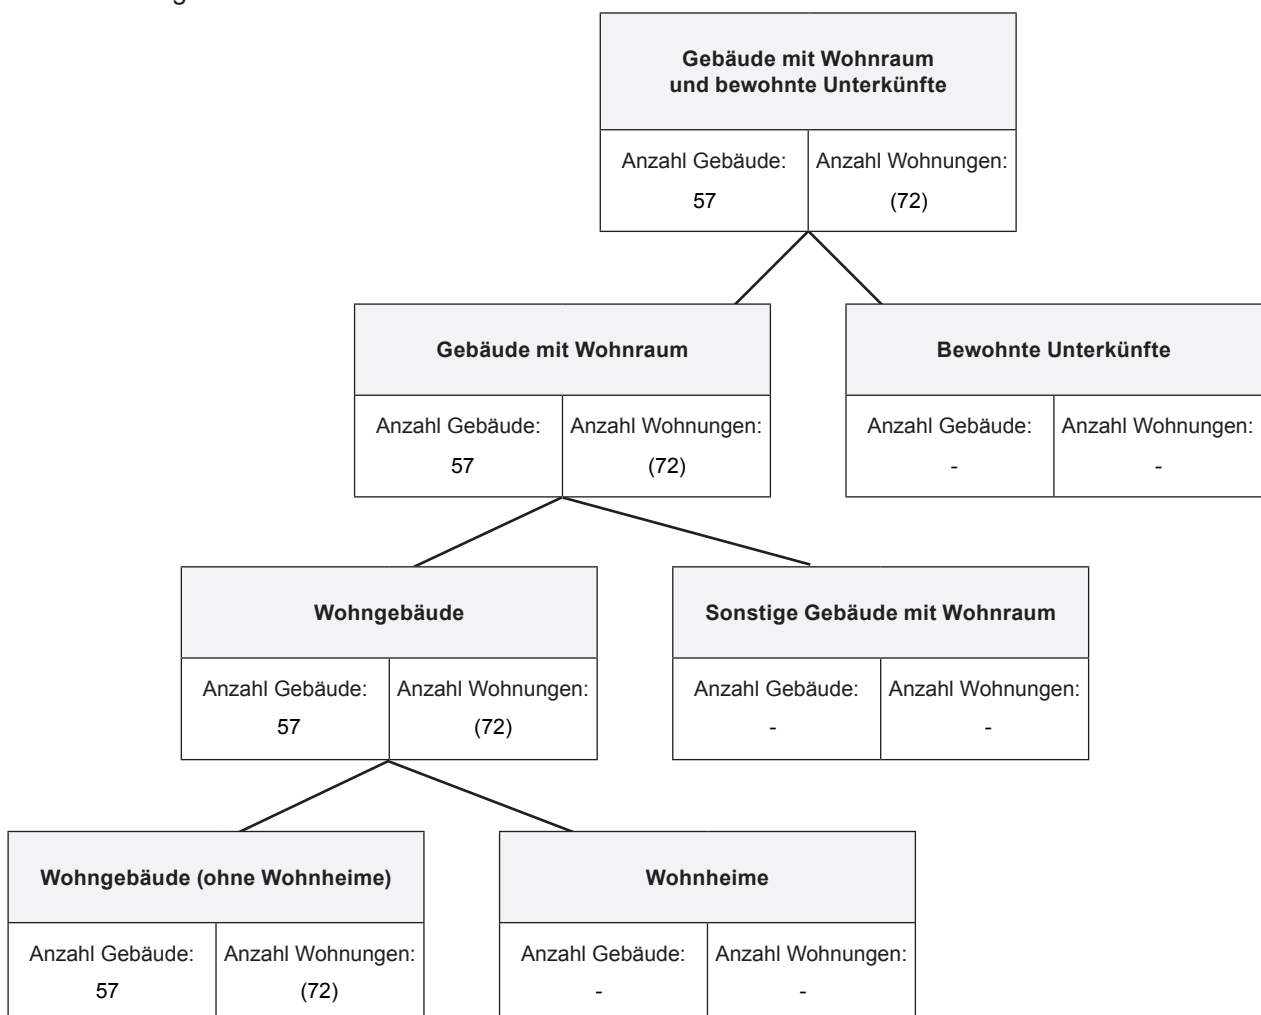 Gebäude mit Wohnraum
und bewohnte Unterkünfte
Anzahl Gebäude: Anzahl Wohnungen:
57 (72)
Gebäude mit Wohnraum Bewohnte Unterkünfte
Anzahl Gebäude: Anzahl Wohnungen: Anzahl Gebäude: Anzahl Wohnungen:
57 (72) - -
Wohngebäude Sonstige Gebäude mit Wohnraum
Anzahl Gebäude: Anzahl Wohnungen: Anzahl Gebäude: Anzahl Wohnungen:
57 (72) - -
Wohngebäude (ohne Wohnheime) Wohnheime
Anzahl Gebäude: Anzahl Wohnungen: Anzahl Gebäude: Anzahl Wohnungen:
57 (72) - -